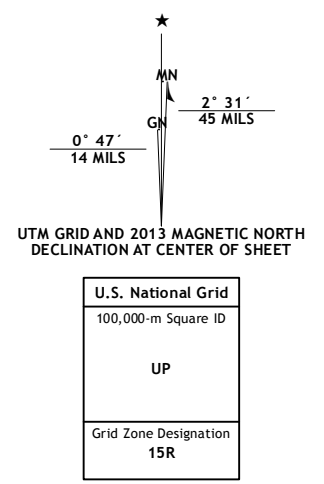 ★
MN
2° 31´
45 MILS
GN
0° 47´
14 MILS
UTM GRID AND 2013 MAGNETIC NORTH
DECLINATION AT CENTER OF SHEET
U.S. National Grid
100,000-m Square ID
UP
Grid Zone Designation
15R